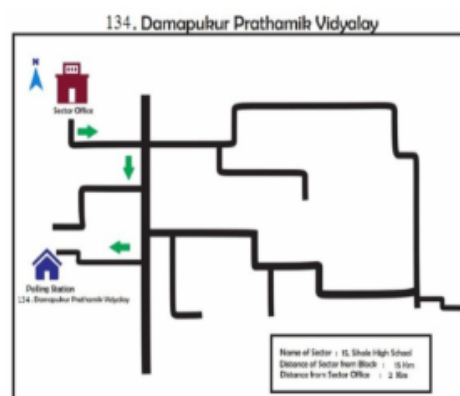 134. Damapukur Prathamik Vidyalay
N
Sector Office
Polling Station
134. Damapukur Prathamik Vidyalay
Name of Sector : 15, Sihole High School
Distance of Sector from Block : 15 Km
Distance from Sector Office : 2 Km